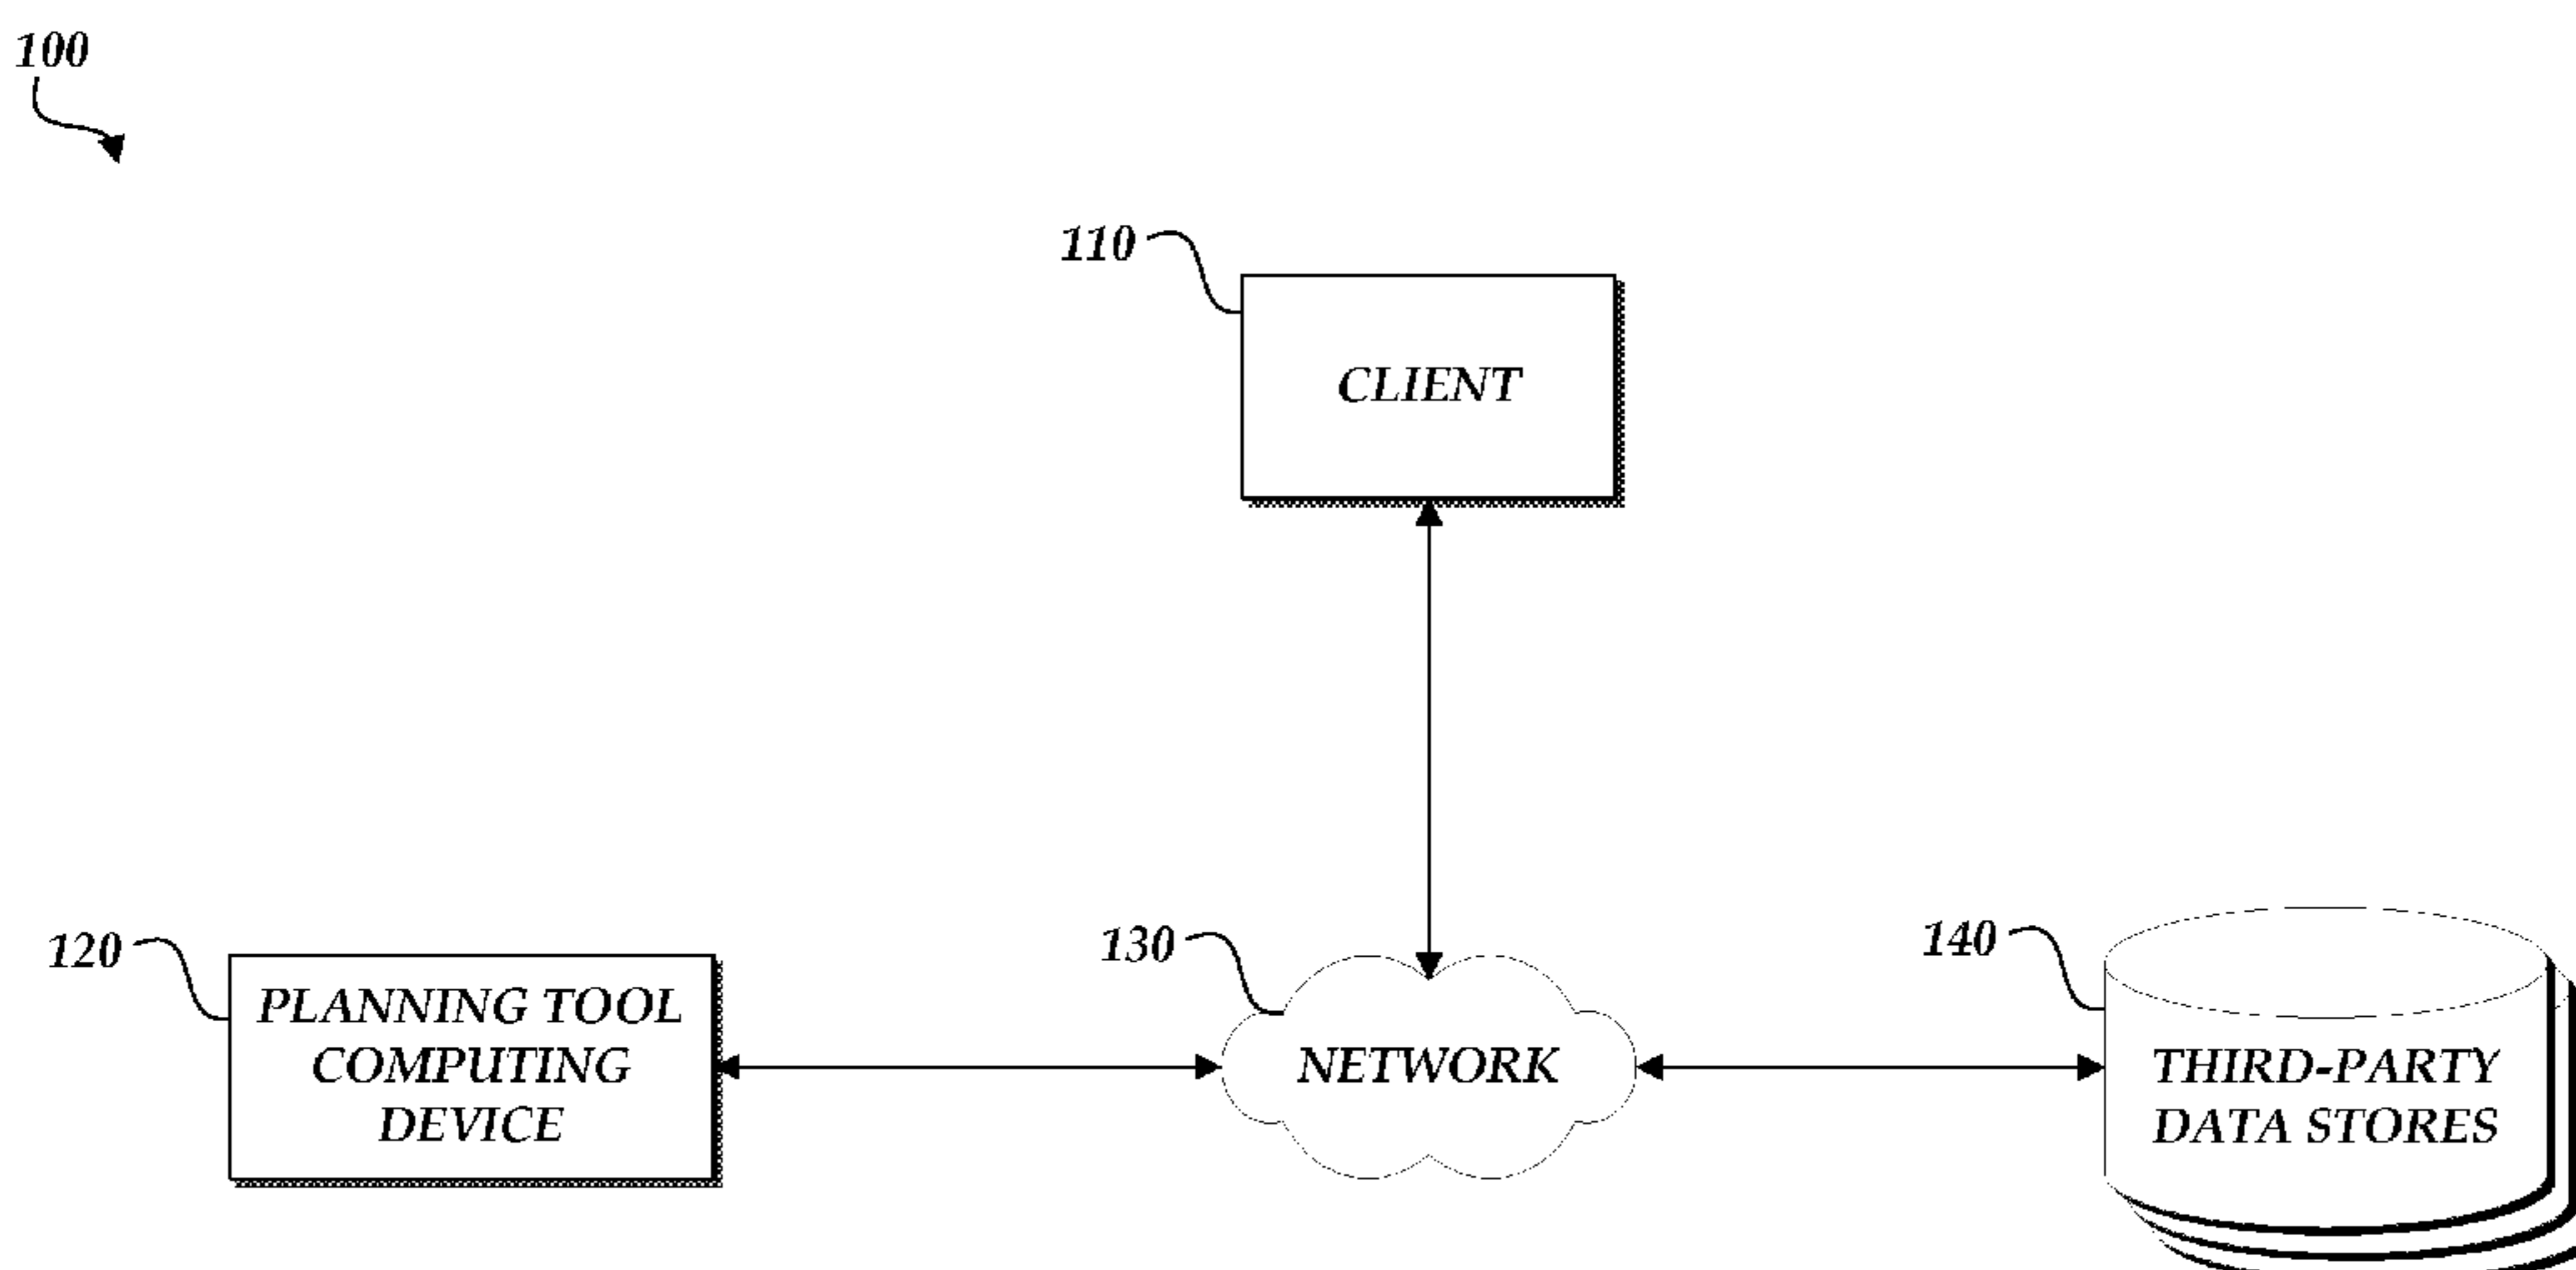 100
110
CLIENT
120
PLANNING TOOL
COMPUTING
DEVICE
130
NETWORK
140
THIRD-PARTY
DATA STORES